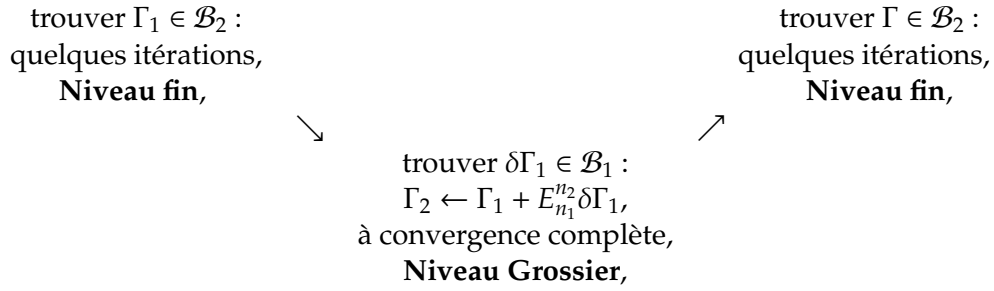 trouver Γ₁ ∈ ℬ₂ :
quelques itérations,
Niveau fin,
trouver δΓ₁ ∈ ℬ₁ :
Γ₂ ← Γ₁ + E_{n₁}^{n₂}δΓ₁,
à convergence complète,
Niveau Grossier,
trouver Γ ∈ ℬ₂ :
quelques itérations,
Niveau fin,